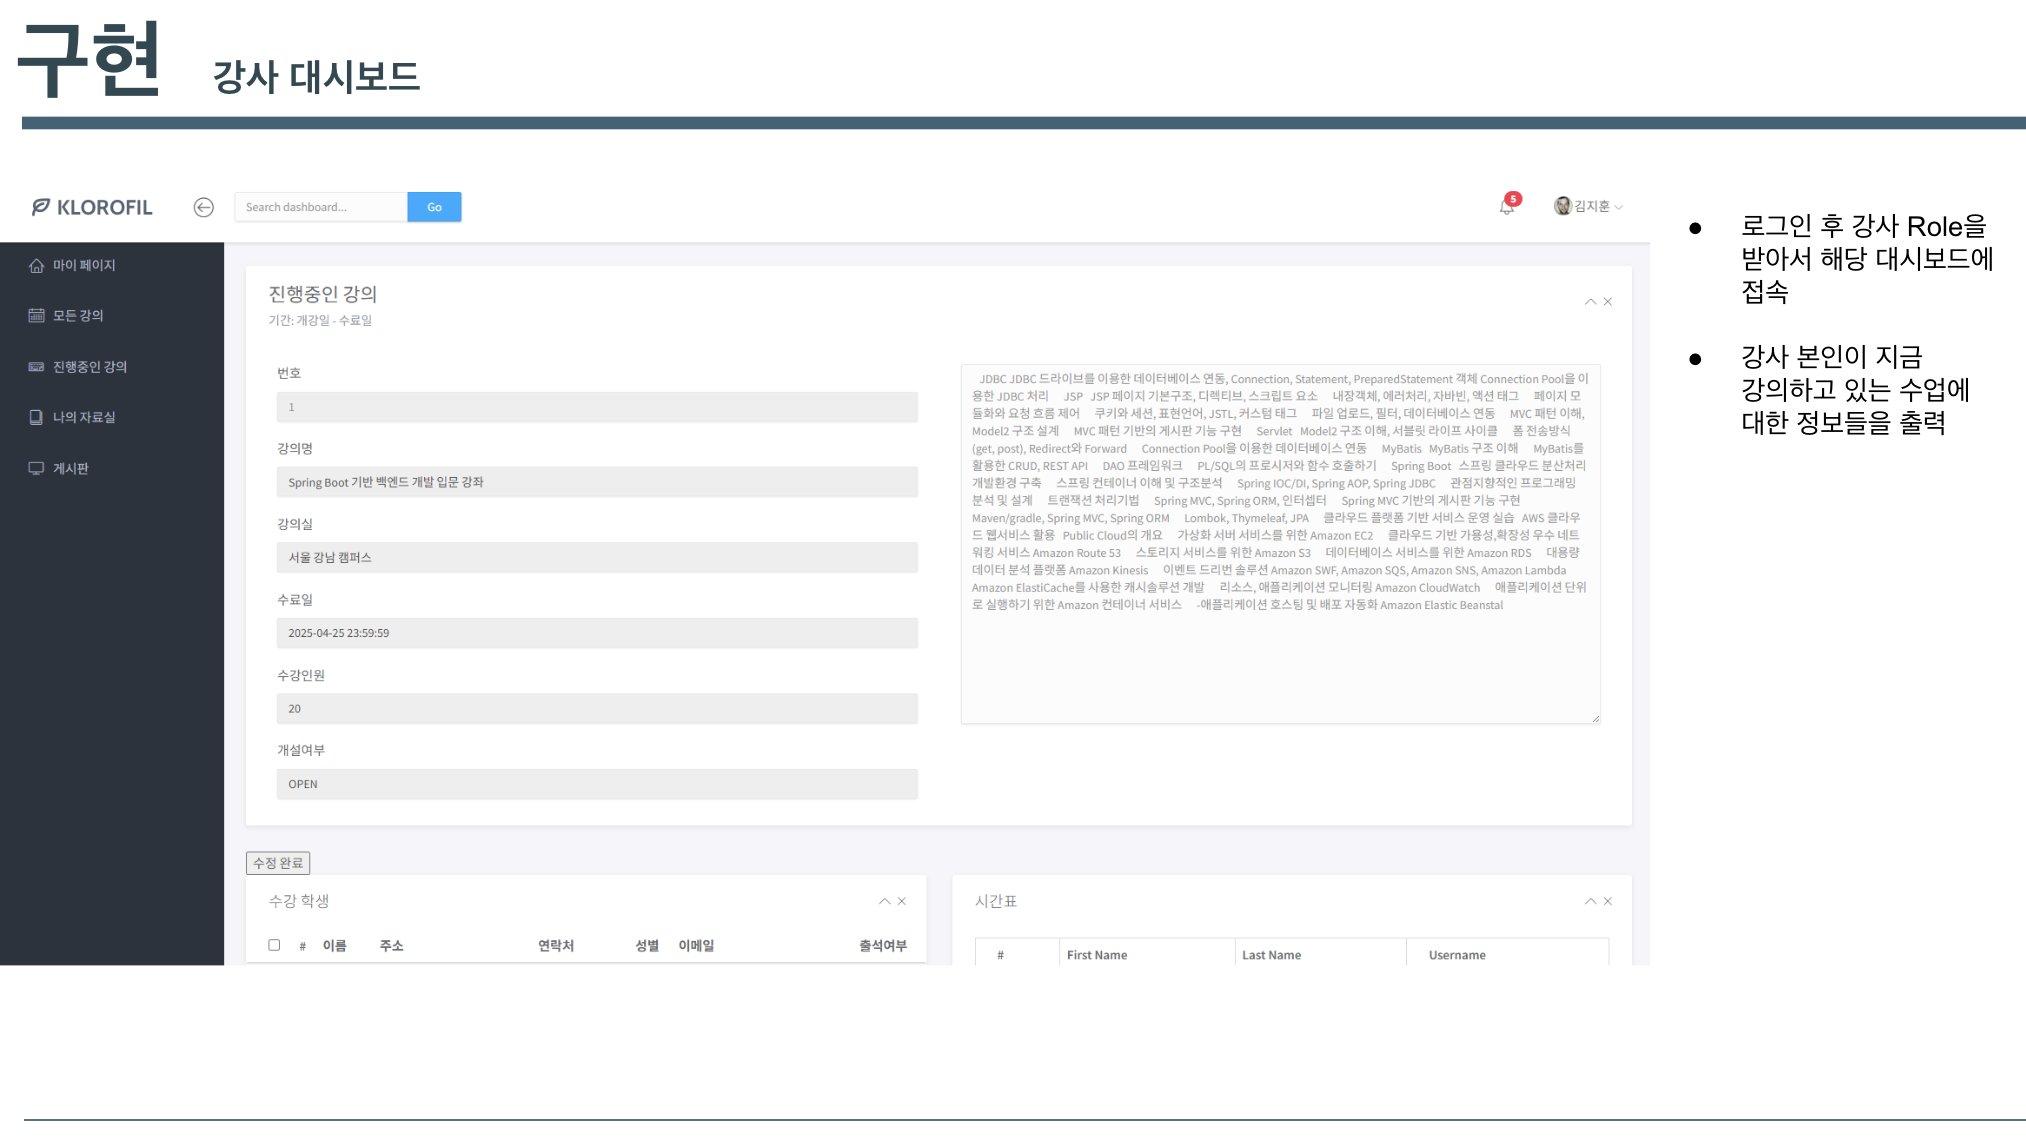 구현 강사 대시보드
KLOROFIL
Search dashboard...
Go
5
김지훈
마이 페이지
모든 강의
진행중인 강의
나의 자료실
게시판
진행중인 강의
기간: 개강일 - 수료일
번호
1
강의명
Spring Boot 기반 백엔드 개발 입문 강좌
강의실
서울 강남 캠퍼스
수료일
2025-04-25 23:59:59
수강인원
20
개설여부
OPEN
JDBC JDBC 드라이브를 이용한 데이터베이스 연동, Connection, Statement, PreparedStatement 객체 Connection Pool을 이
용한 JDBC 처리 JSP JSP 페이지 기본구조, 디렉티브, 스크립트 요소 내장객체, 에러처리, 자바빈, 액션 태그 페이지 모
듈화와 요청 흐름 제어 쿠키와 세션, 표현언어, JSTL, 커스텀 태그 파일 업로드, 필터, 데이터베이스 연동 MVC 패턴 이해,
Model2 구조 설계 MVC 패턴 기반의 게시판 기능 구현 Servlet Model2 구조 이해, 서블릿 라이프 사이클 폼 전송방식
(get, post), Redirect와 Forward Connection Pool을 이용한 데이터베이스 연동 MyBatis MyBatis 구조 이해 MyBatis를
활용한 CRUD, REST API DAO 프레임워크 PL/SQL의 프로시저와 함수 호출하기 Spring Boot 스프링 클라우드 분산처리
개발환경 구축 스프링 컨테이너 이해 및 구조분석 Spring IOC/DI, Spring AOP, Spring JDBC 관점지향적인 프로그래밍
분석 및 설계 트랜잭션 처리기법 Spring MVC, Spring ORM, 인터셉터 Spring MVC 기반의 게시판 기능 구현
Maven/gradle, Spring MVC, Spring ORM Lombok, Thymeleaf, JPA 클라우드 플랫폼 기반 서비스 운영 실습 AWS 클라우
드 웹서비스 활용 Public Cloud의 개요 가상화 서버 서비스를 위한 Amazon EC2 클라우드 기반 가용성,확장성 우수 네트
워킹 서비스 Amazon Route 53 스토리지 서비스를 위한 Amazon S3 데이터베이스 서비스를 위한 Amazon RDS 대용량
데이터 분석 플랫폼 Amazon Kinesis 이벤트 드리번 솔루션 Amazon SWF, Amazon SQS, Amazon SNS, Amazon Lambda
Amazon ElastiCache를 사용한 캐시솔루션 개발 리소스, 애플리케이션 모니터링 Amazon CloudWatch 애플리케이션 단위
로 실행하기 위한 Amazon 컨테이너 서비스 -애플리케이션 호스팅 및 배포 자동화 Amazon Elastic Beanstal
수정 완료
수강 학생
# 이름 주소 연락처 성별 이메일 출석여부
시간표
# First Name Last Name Username
● 로그인 후 강사 Role을
받아서 해당 대시보드에
접속
● 강사 본인이 지금
강의하고 있는 수업에
대한 정보들을 출력